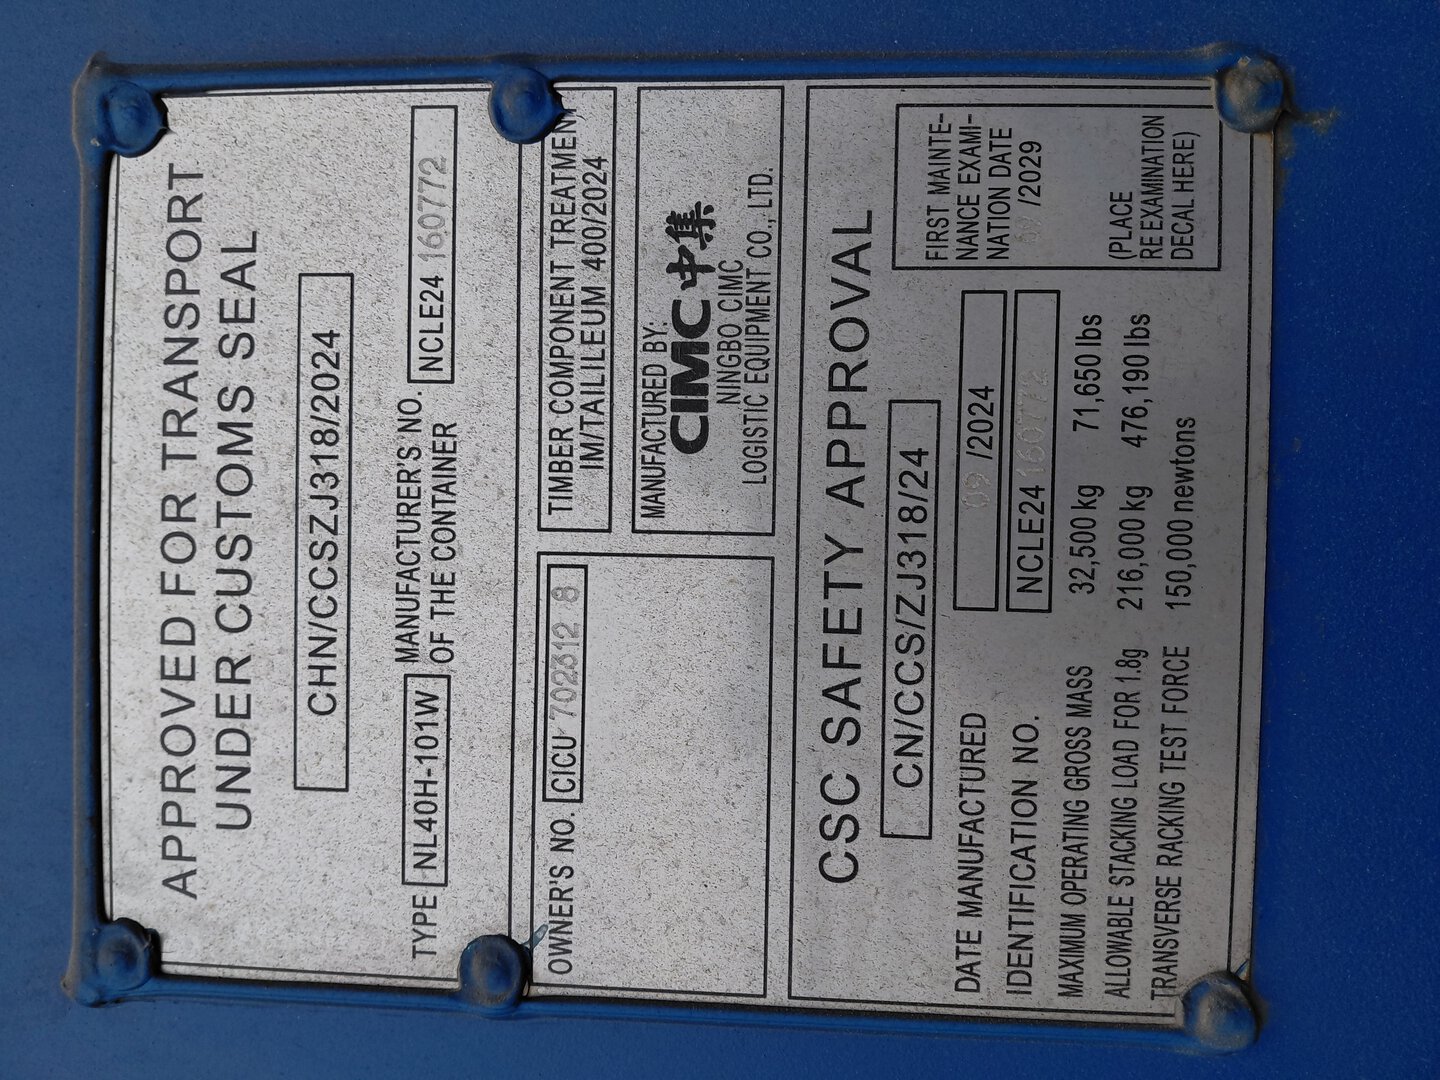 APPROVED FOR TRANSPORT
UNDER CUSTOMS SEAL
CHN/CCSZJ318/2024
TYPE NL40H-101W MANUFACTURER'S NO. OF THE CONTAINER NCLE24 160772
OWNER'S NO. CICU 702312 8
TIMBER COMPONENT TREATMENT
IM/TAILILEUM 400/2024
MANUFACTURED BY:
CIMC 中集
NINGBO CIMC
LOGISTIC EQUIPMENT CO., LTD.
CSC SAFETY APPROVAL
CN/CCS/ZJ318/24
DATE MANUFACTURED 09 /2024
IDENTIFICATION NO. NCLE24 160772
MAXIMUM OPERATING GROSS MASS 32,500 kg 71,650 lbs
ALLOWABLE STACKING LOAD FOR 1.8g 216,000 kg 476,190 lbs
TRANSVERSE RACKING TEST FORCE 150,000 newtons
FIRST MAINTE-
NANCE EXAMI-
NATION DATE
/2029
(PLACE
REEXAMINATION
DECAL HERE)